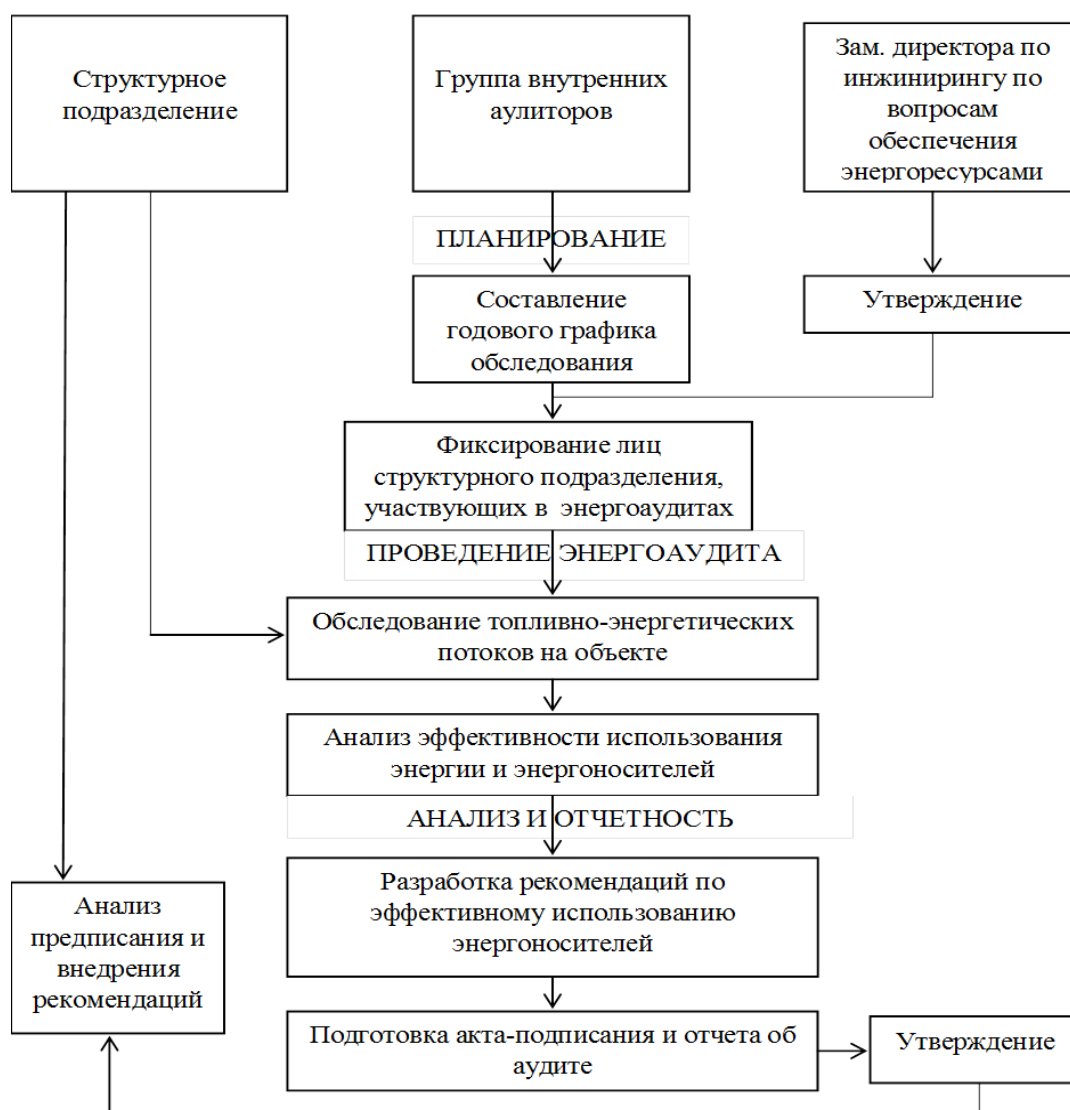 Структурное
подразделение
Группа внутренних
аулиторов
Зам. директора по
инжинирингу по
вопросам
обеспечения
энергоресурсами
ПЛАНИРОВАНИЕ
Составление
годового графика
обследования
Утверждение
Фиксирование лиц
структурного подразделения,
участвующих в энергоаудитах
ПРОВЕДЕНИЕ ЭНЕРГОАУДИТА
Обследование топливно-энергетических
потоков на объекте
Анализ эффективности использования
энергии и энергоносителей
АНАЛИЗ И ОТЧЕТНОСТЬ
Разработка рекомендаций по
эффективному использованию
энергоносителей
Анализ
предписания и
внедрения
рекомендаций
Подготовка акта-подписания и отчета об
аудите
Утверждение